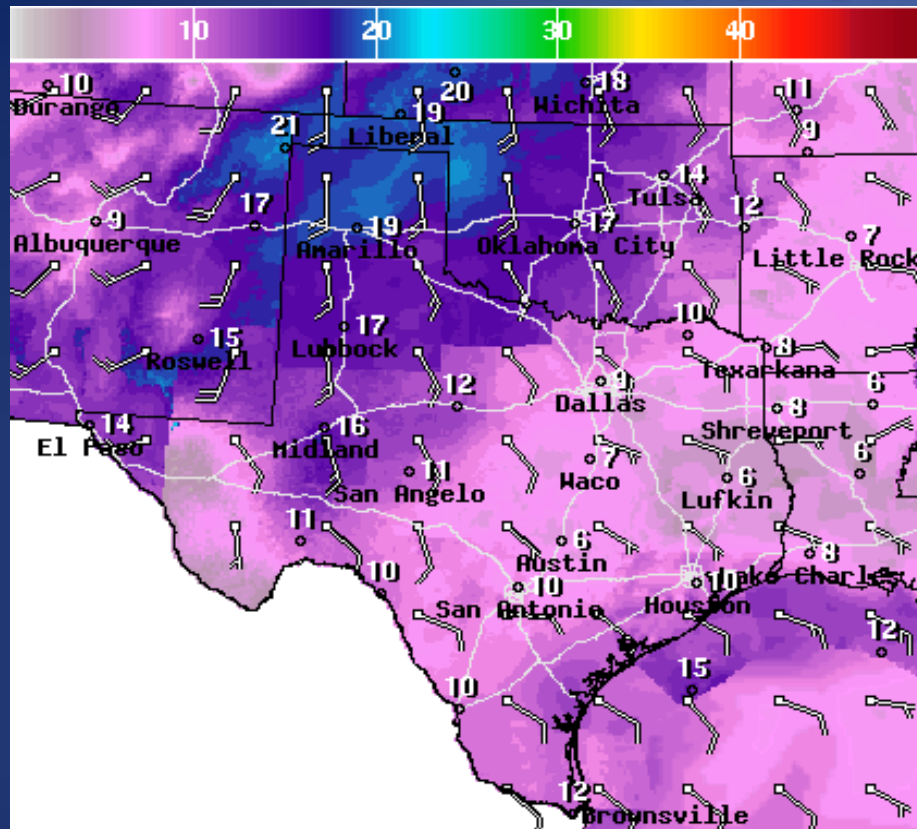 10 20 30 40
10
Durango
20
18
Wichita
19
Liberal
11
21
9
14
Tulsa
9
Albuquerque
17
19
Amarillo
17
Oklahoma City
12
7
Little Rock
15
Roswell
17
Lubbock
10
8
Texarkana
12
9
Dallas
6
8
Shreveport
14
El Paso
16
Midland
11
San Angelo
7
Waco
6
Lufkin
6
11
6
Austin
8
Lake Charles
10
10
San Antonio
10
Houston
12
10
15
12
Brownsville